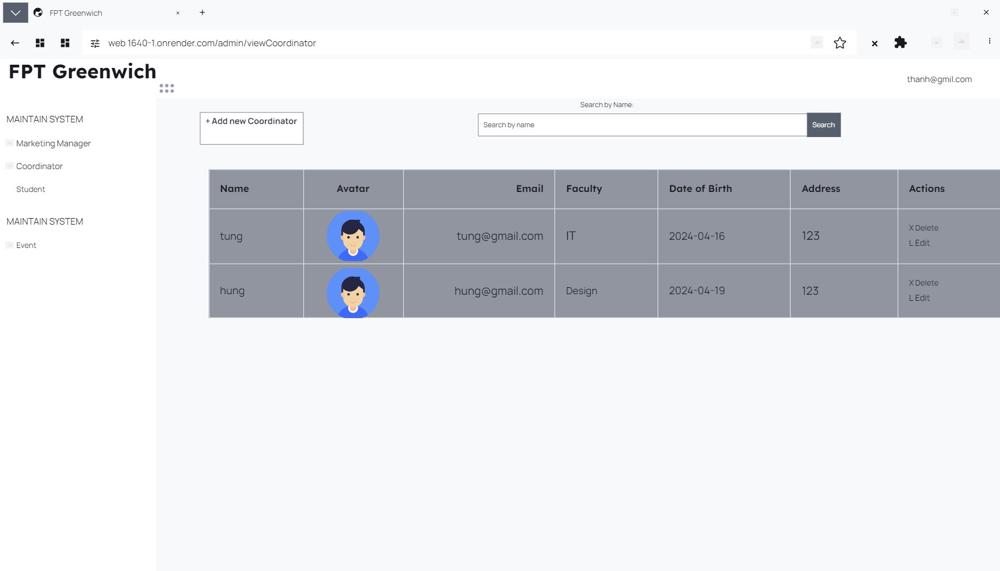 FPT Greenwich
web 1640-1.onrender.com/admin/viewCoordinator
FPT Greenwich
thanh@gmil.com
MAINTAIN SYSTEM
Marketing Manager
Coordinator
Student
MAINTAIN SYSTEM
Event
+ Add new Coordinator
Search by Name:
Search by name
Search
Name Avatar Email Faculty Date of Birth Address Actions
tung tung@gmail.com IT 2024-04-16 123 X Delete
L Edit
hung hung@gmail.com Design 2024-04-19 123 X Delete
L Edit